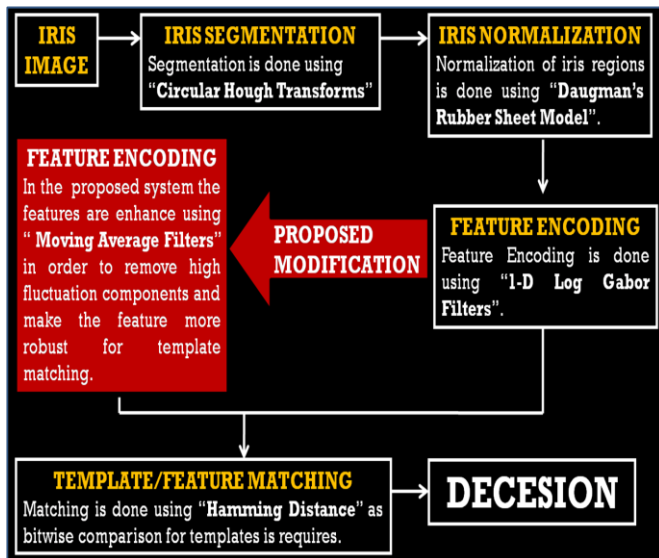 IRIS
IMAGE
IRIS SEGMENTATION
Segmentation is done using
"Circular Hough Transforms"
IRIS NORMALIZATION
Normalization of iris regions
is done using "Daugman's
Rubber Sheet Model".
FEATURE ENCODING
In the proposed system the
features are enhance using
" Moving Average Filters"
in order to remove high
fluctuation components and
make the feature more
robust for template
matching.
PROPOSED
MODIFICATION
FEATURE ENCODING
Feature Encoding is done
using "1-D Log Gabor
Filters".
TEMPLATE/FEATURE MATCHING
Matching is done using "Hamming Distance" as
bitwise comparison for templates is requires.
DECESION